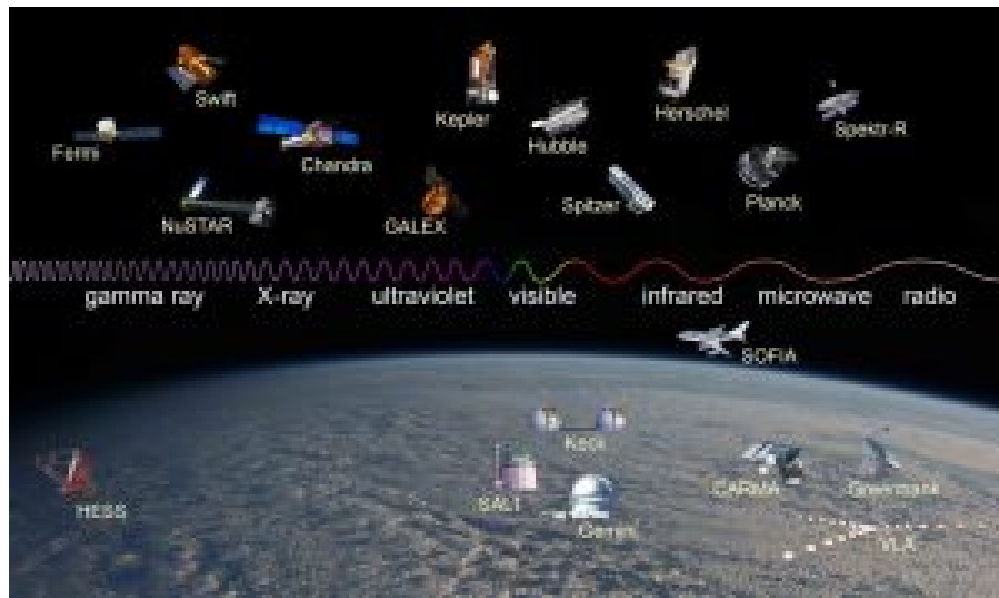 Swift
Kepler
Herschel
Hubble
Spektr-R
Fermi
Chandra
NuSTAR
GALEX
Spitzer
Planck
gamma ray X-ray ultraviolet visible infrared microwave radio
SOFIA
Keck
HESS
SALT
CARMA
Greenbank
Gemini
VLA